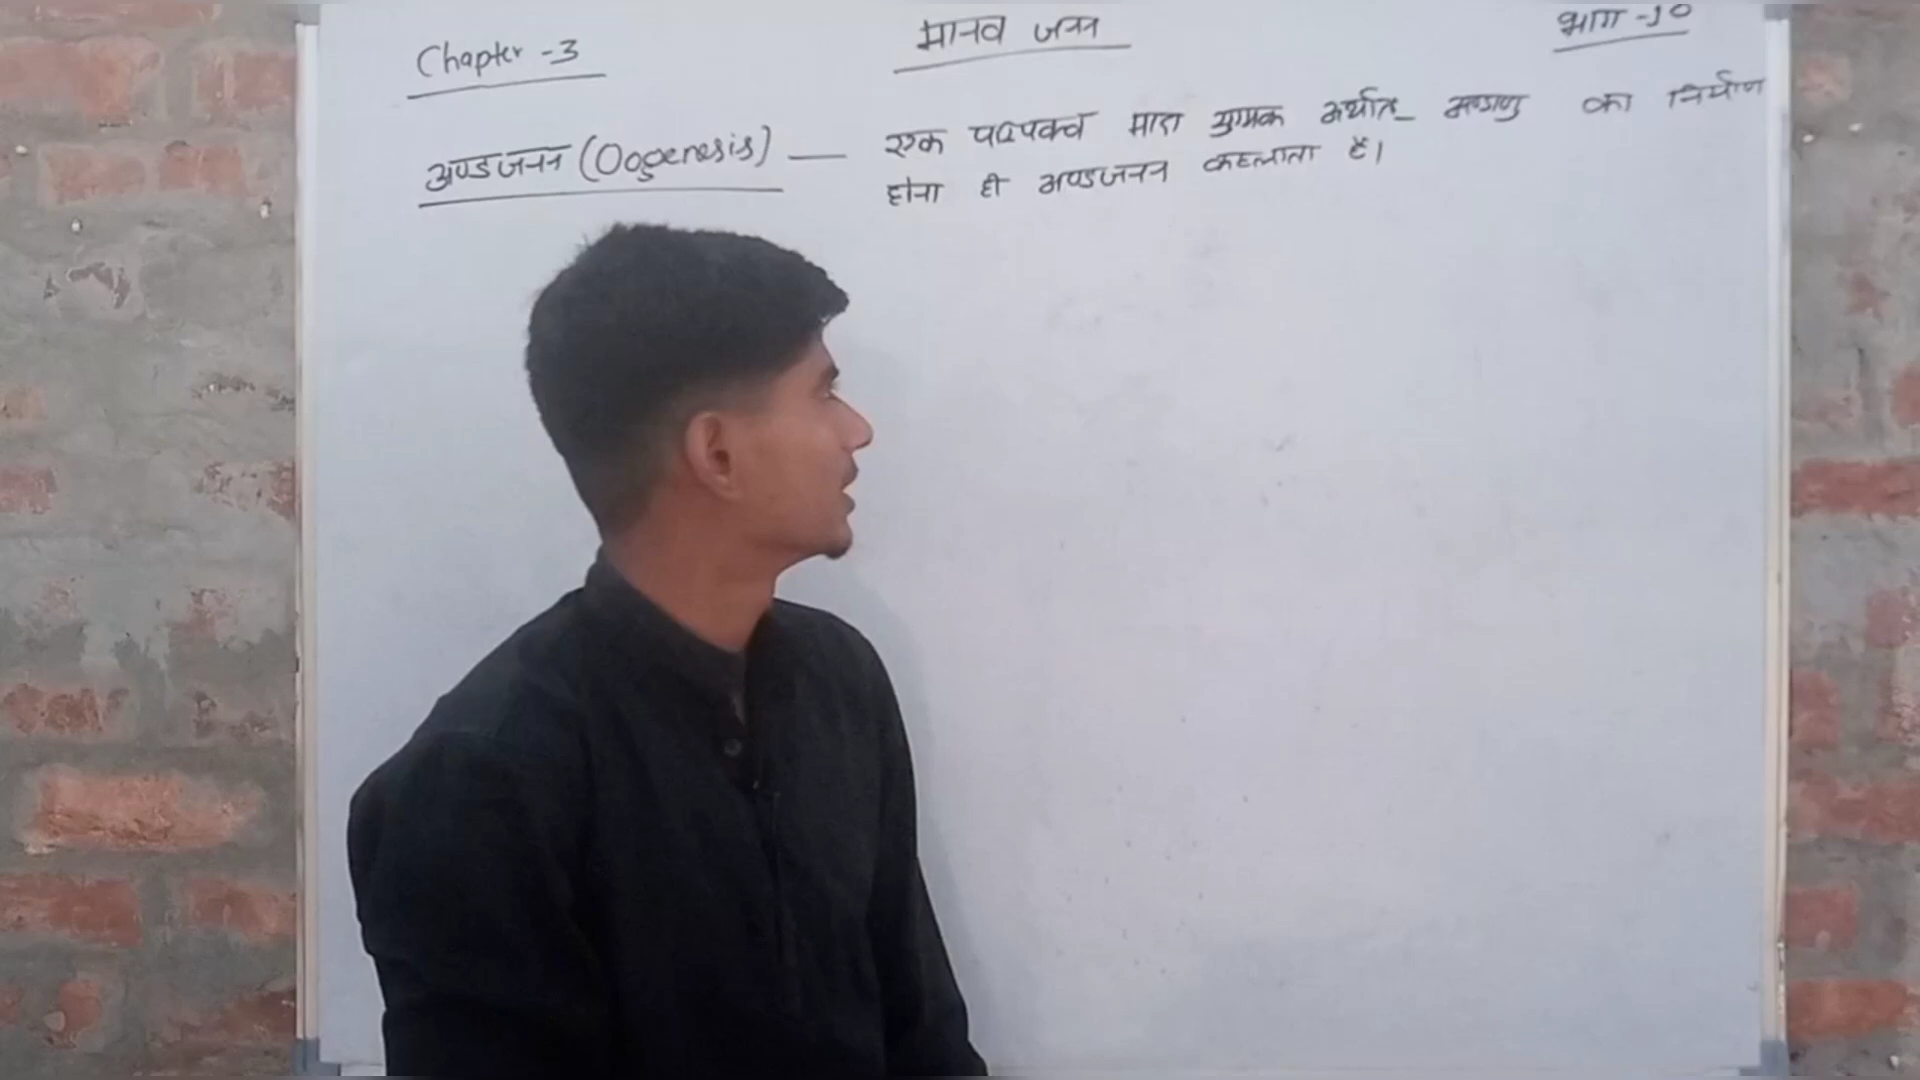 Chapter -3
मानव जनन
भाग -10
अण्डजनन (Oogenesis) — एक परिपक्व मादा युग्मक अर्थात् अण्डाणु का निर्माण
होना ही अण्डजनन कहलाता है।